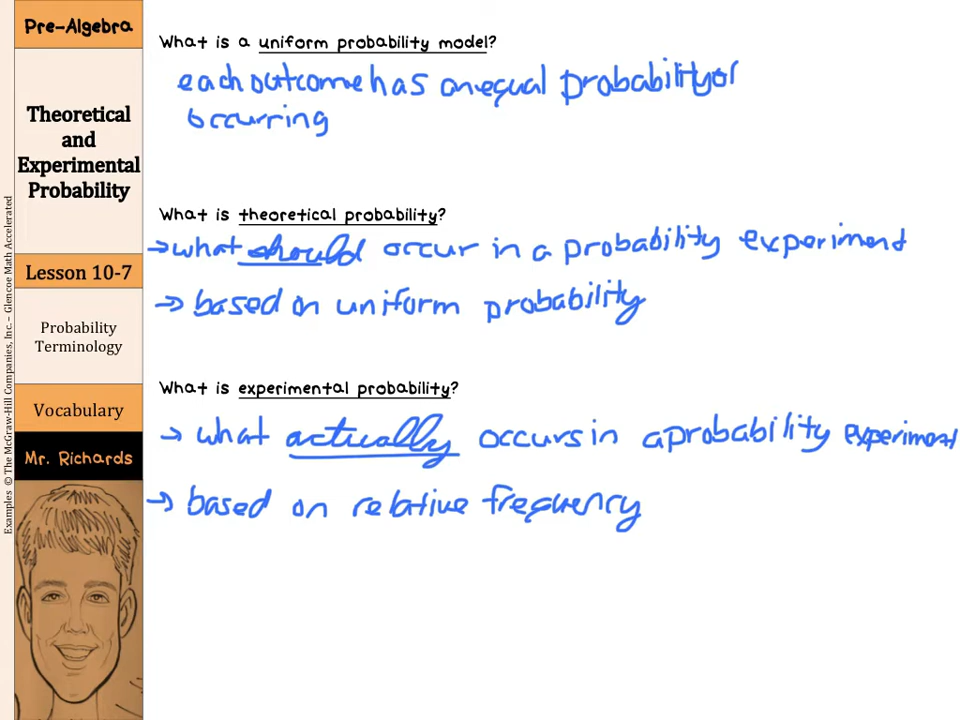 Pre-Algebra
Theoretical
and
Experimental
Probability
Lesson 10-7
Probability
Terminology
Vocabulary
Mr. Richards
Examples © The McGraw-Hill Companies, Inc. – Glencoe Math Accelerated
What is a uniform probability model?
each outcome has an equal probability of
occurring
What is theoretical probability?
→ what should occur in a probability experiment
→ based on uniform probability
What is experimental probability?
→ what actually occurs in a probability experiment
→ based on relative frequency